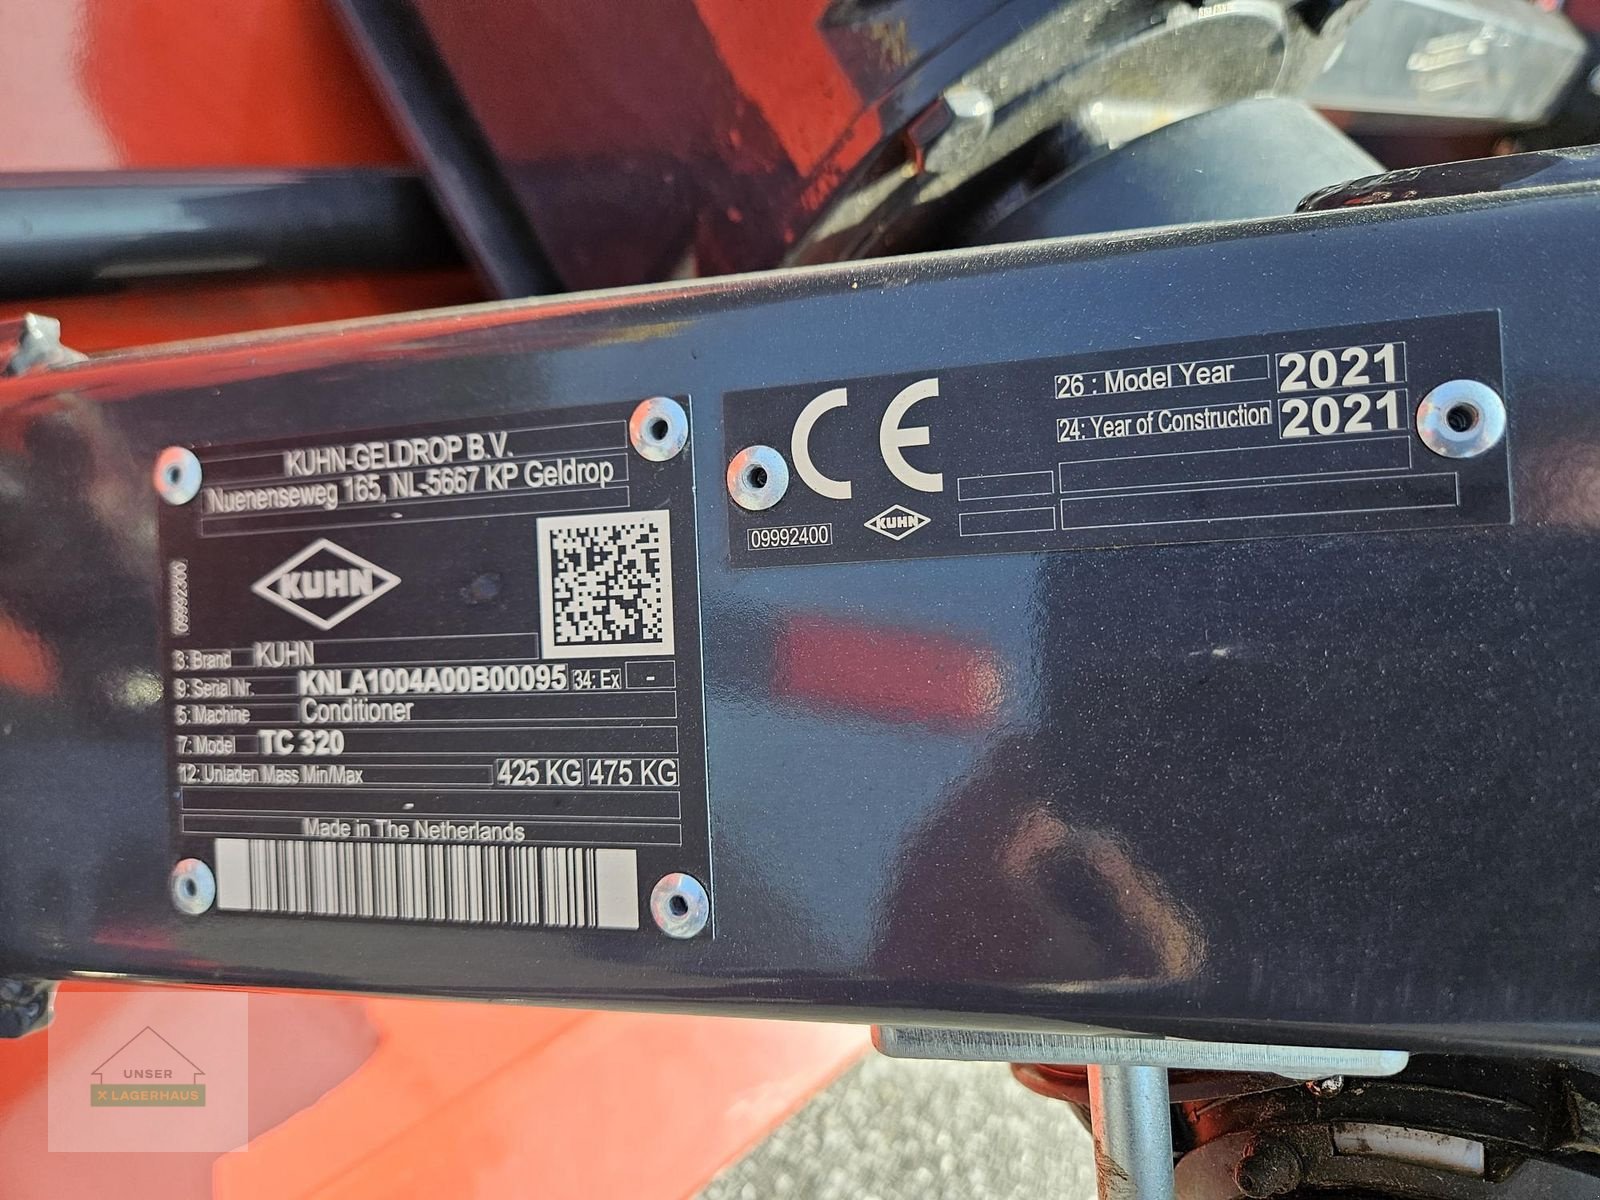 KUHN-GELDROP B.V.
Nuenenseweg 165, NL-5667 KP Geldrop
09992300
KUHN
3: Brand KUHN
9: Serial Nr. KNLA1004A00B00095 34: Ex -
5: Machine Conditioner
7: Model TC 320
12: Unladen Mass Min/Max 425 KG 475 KG
-
Made in The Netherlands
CE
26 : Model Year 2021
24: Year of Construction 2021
09992400
KUHN
UNSER
X LAGERHAUS